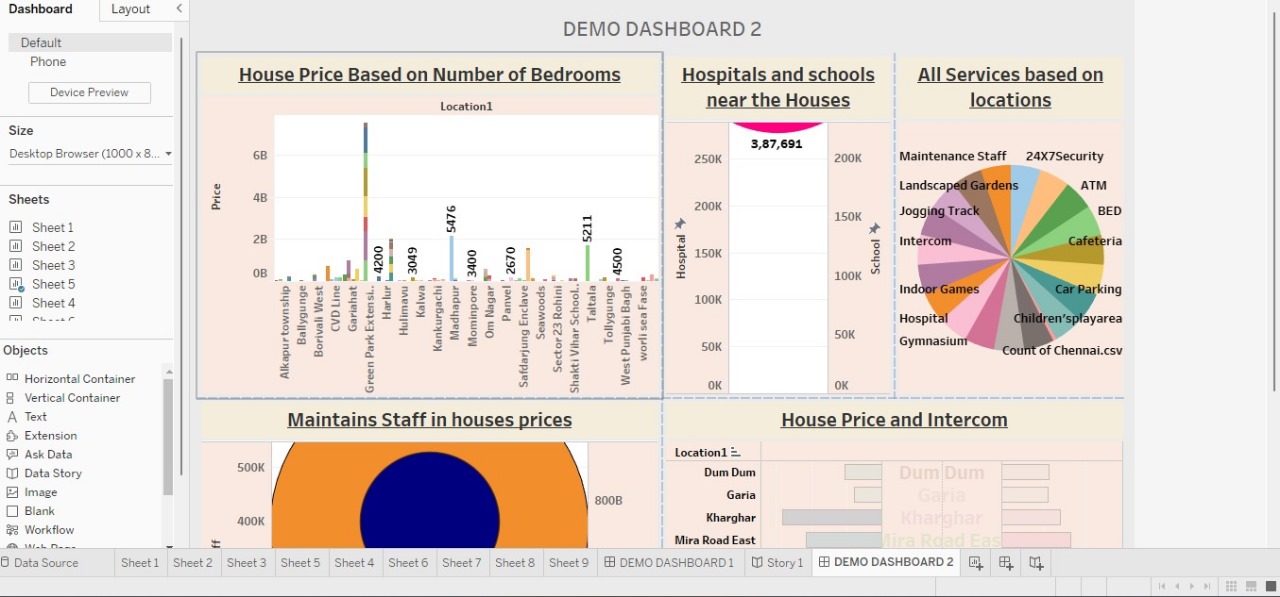 Dashboard
Layout
Default
Phone
Device Preview
Size
Desktop Browser (1000 x 8...
Sheets
Sheet 1
Sheet 2
Sheet 3
Sheet 5
Sheet 4
Objects
Horizontal Container
Vertical Container
Text
Extension
Ask Data
Data Story
Image
Blank
Workflow
DEMO DASHBOARD 2
House Price Based on Number of Bedrooms
Location1
Price
6B
4B
2B
0B
4200
3049
5476
3400
2670
5211
4500
Alkapur township
Ballygunge
Borivali West
CVD Line
Gariahat
Green Park Extensi..
Harlur
Hulimavu
Kalwa
Kankurgachi
Madhapur
Mominpore
Om Nagar
Panvel
Safdarjung Enclave
Seawoods
Sector 23 Rohini
Shakti Vihar School..
Taltala
Tollygunge
West Punjabi Bagh
worli sea Fase
Hospitals and schools
near the Houses
3,87,691
Hospital
250K
200K
150K
100K
50K
0K
School
200K
150K
100K
50K
0K
All Services based on
locations
Maintenance Staff
24X7Security
Landscaped Gardens
ATM
Jogging Track
BED
Intercom
Cafeteria
Indoor Games
Car Parking
Hospital
Children'splayarea
Gymnasium
Count of Chennai.csv
Maintains Staff in houses prices
500K
400K
800B
House Price and Intercom
Location1
Dum Dum
Dum Dum
Garia
Garia
Kharghar
Kharghar
Mira Road East
Mira Road Eas
Data Source
Sheet 1
Sheet 2
Sheet 3
Sheet 5
Sheet 4
Sheet 6
Sheet 7
Sheet 8
Sheet 9
DEMO DASHBOARD 1
Story 1
DEMO DASHBOARD 2